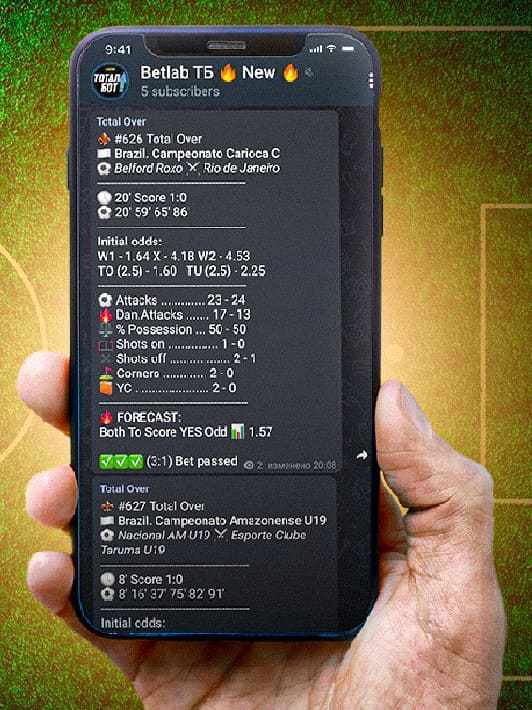 9:41
TOTAL
БОТ
Betlab ТБ 🔥 New 🔥
5 subscribers
Total Over
#626 Total Over
Brazil. Campeonato Carioca C
Belford Roxo ⚔ Rio de Janeiro
20' Score 1:0
20' 59' 65' 86'
Initial odds:
W1 - 1.64 X - 4.18 W2 - 4.53
TO (2.5) - 1.60 TU (2.5) - 2.25
Attacks ............. 23 - 24
Dan.Attacks ....... 17 - 13
% Possession ... 50 - 50
Shots on ............ 1 - 0
Shots off .................. 2 - 1
Corners ............. 2 - 0
YC ...................... 2 - 0
🔥 FORECAST:
Both To Score YES Odd 📊 1.57
✅✅✅ (3:1) Bet passed 2 изменено 20:08
Total Over
#627 Total Over
Brazil. Campeonato Amazonense U19
Nacional AM U19 ⚔ Esporte Clube
Taruma U19
8' Score 1:0
8' 16' 37' 75' 82' 91'
Initial odds: